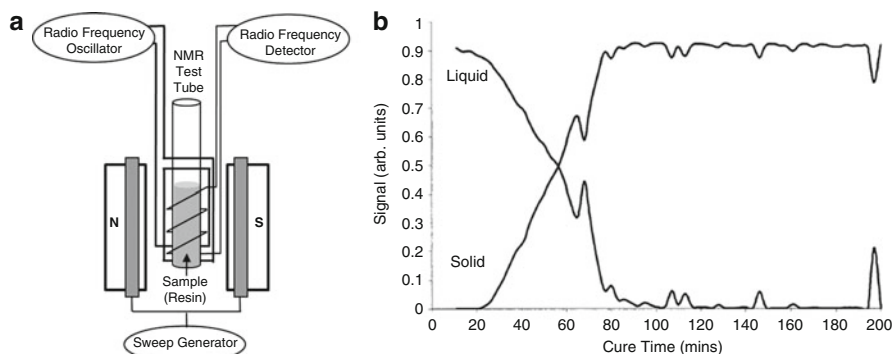 a
Radio Frequency
Oscillator
Radio Frequency
Detector
NMR
Test
Tube
N
S
Sample
(Resin)
Sweep Generator
b
Signal (arb. units)
1
0.9
0.8
0.7
0.6
0.5
0.4
0.3
0.2
0.1
0
Liquid
Solid
0 20 40 60 80 100 120 140 160 180 200
Cure Time (mins)